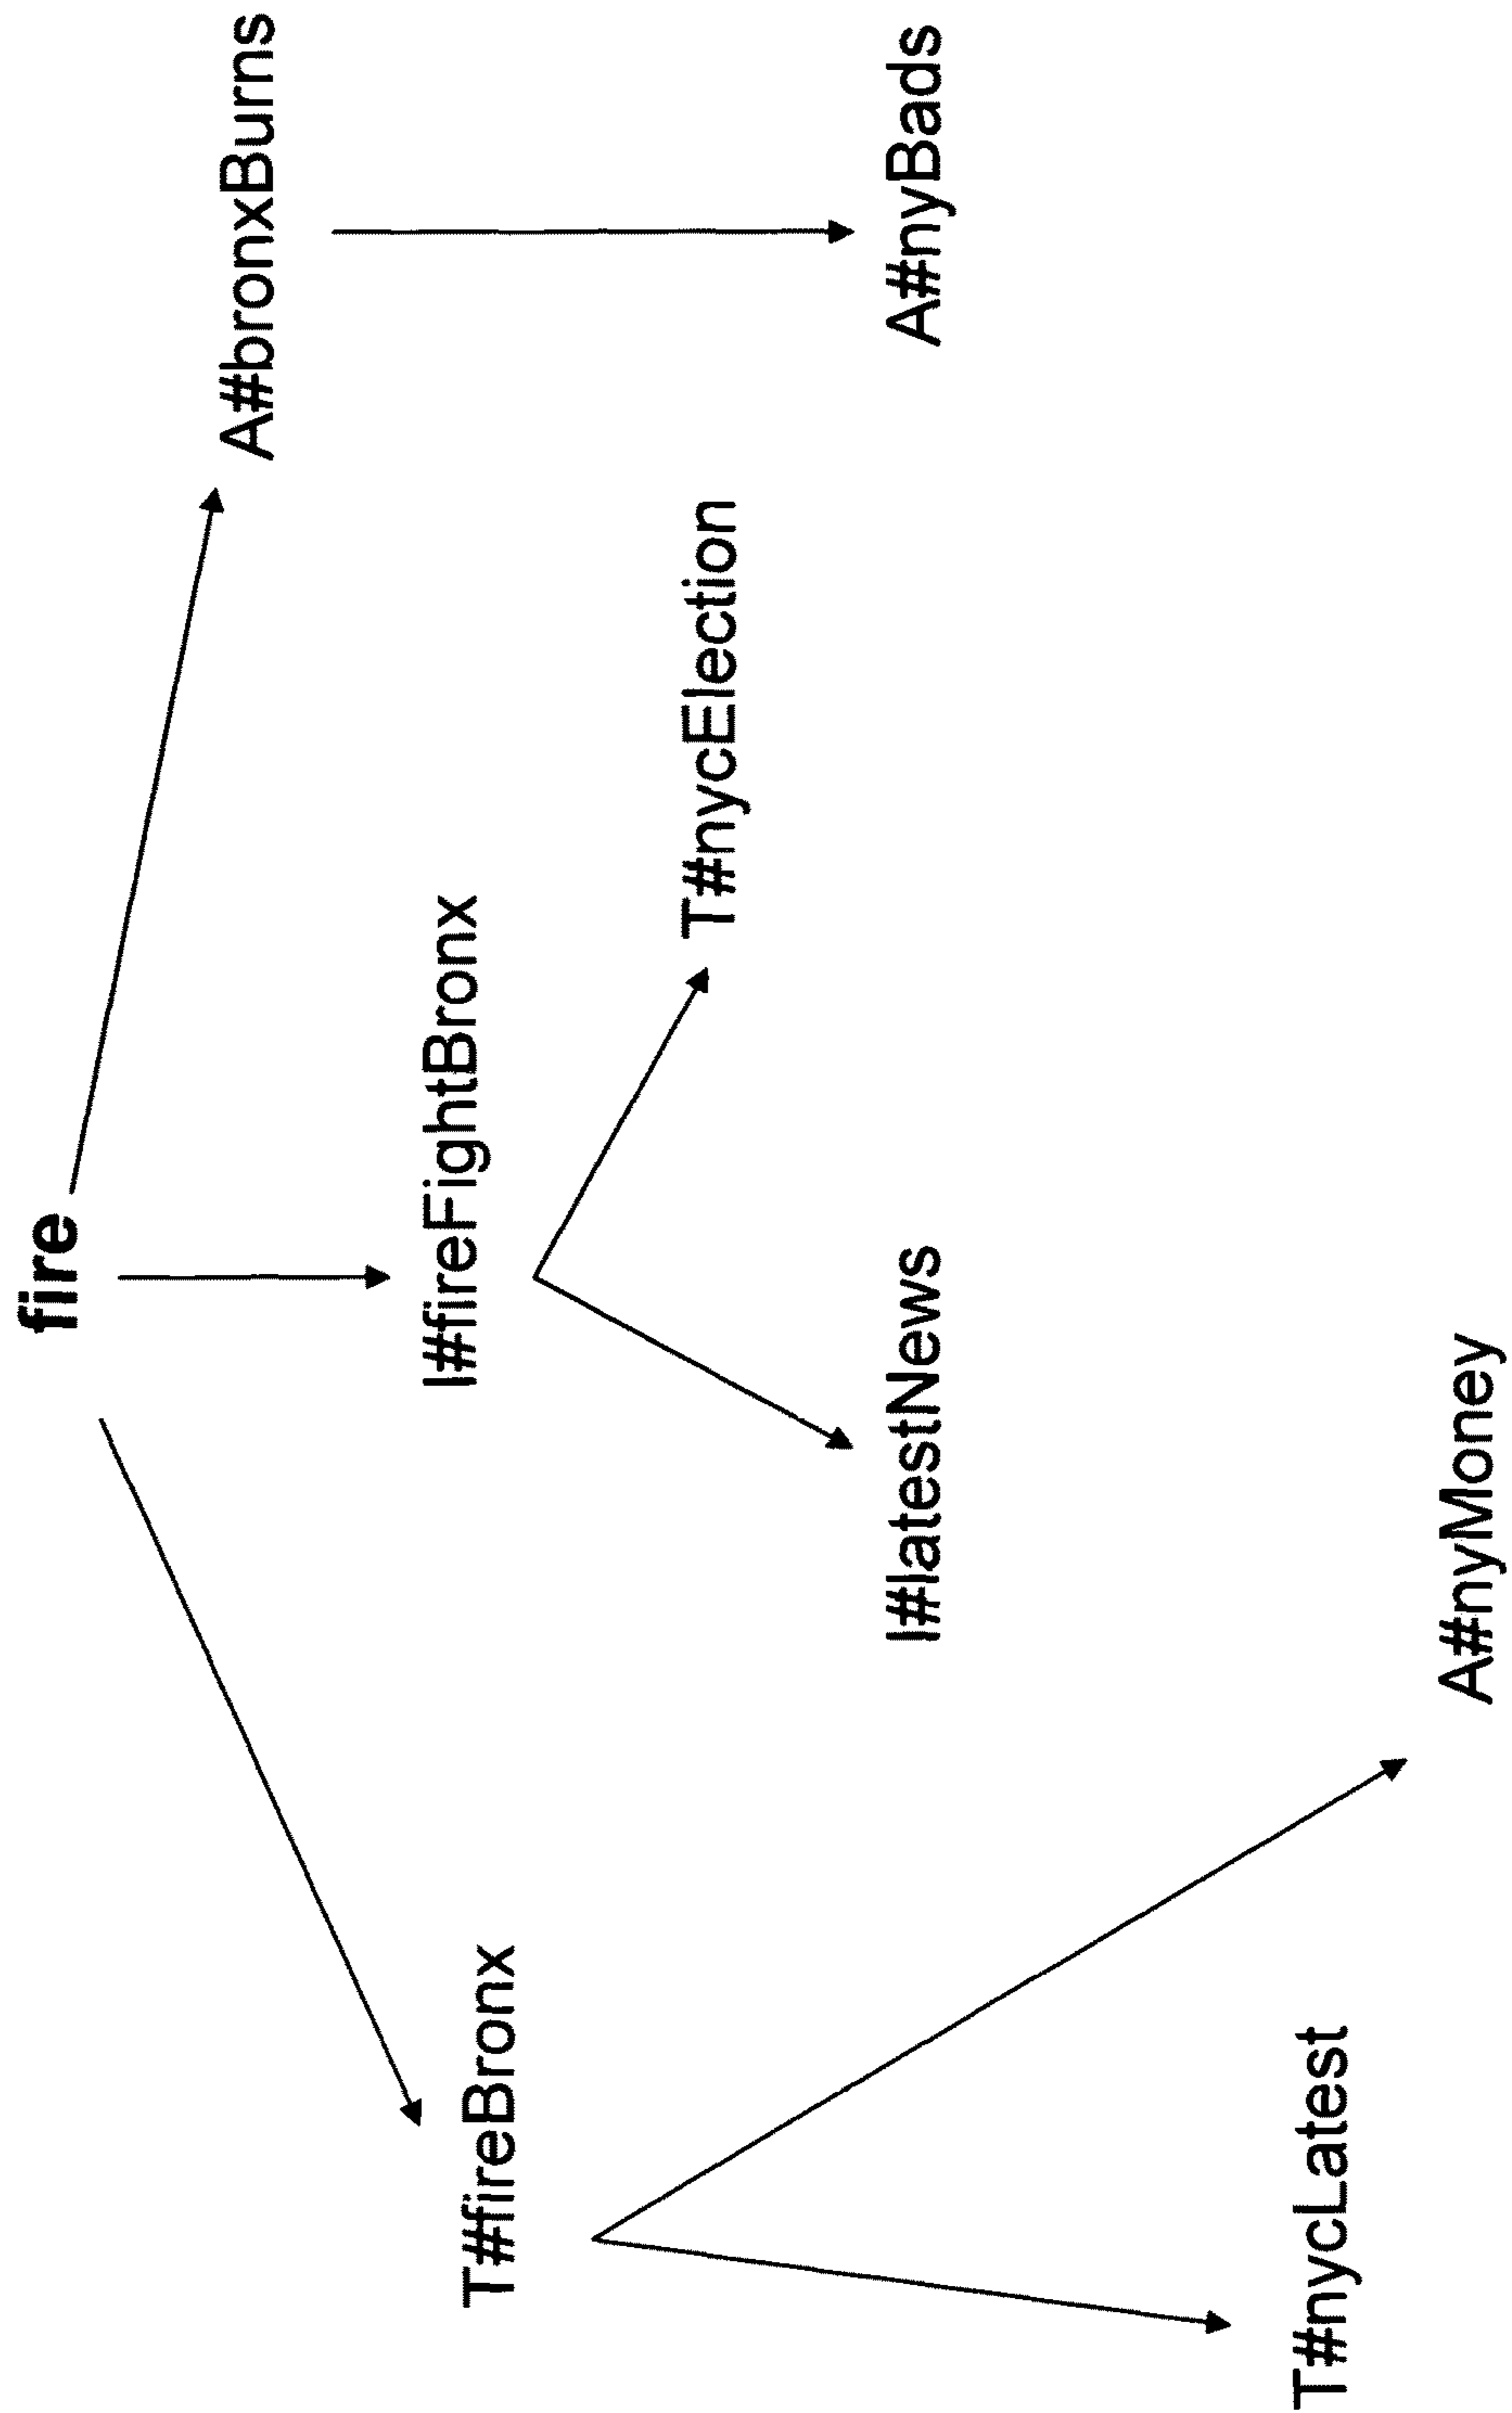 fire
A#bronxBurns
I#fireFightBronx
T#fireBronx
T#nycElection
I#latestNews
A#nyBads
T#nycLatest
A#nyMoney